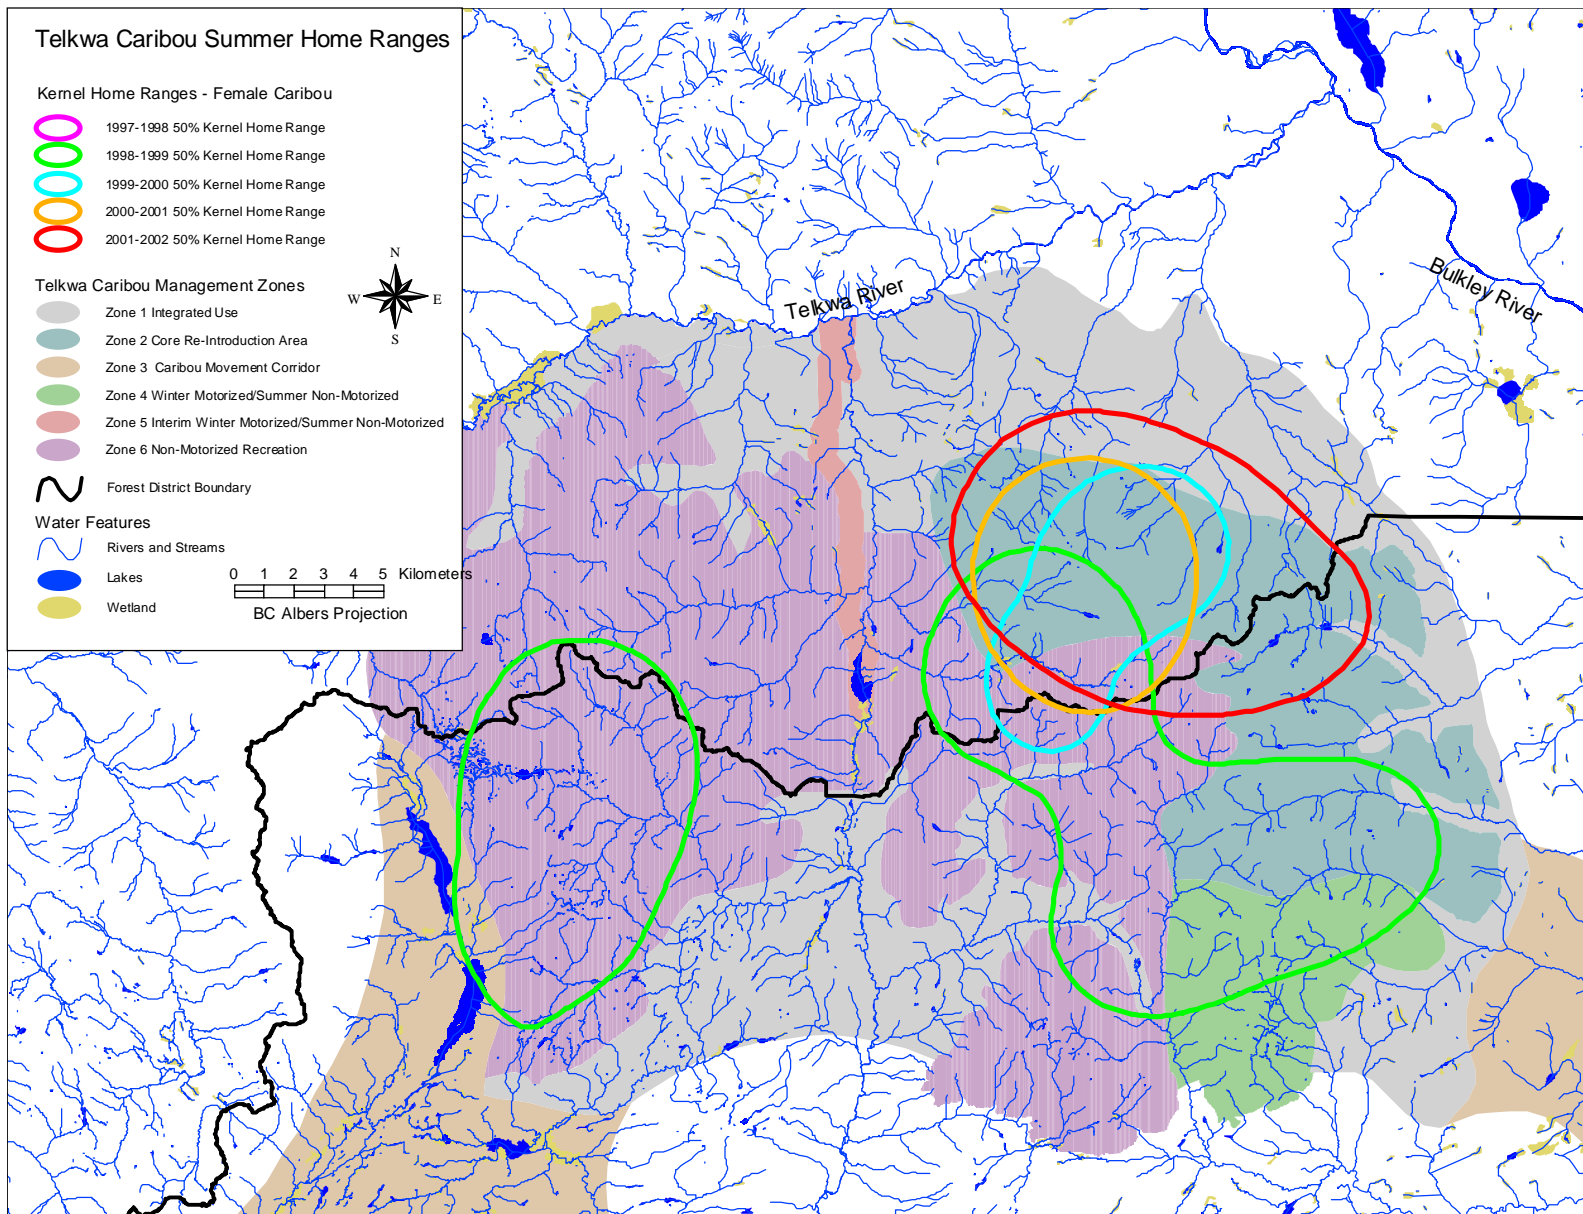 Telkwa Caribou Summer Home Ranges
Kernel Home Ranges - Female Caribou
1997-1998 50% Kernel Home Range
1998-1999 50% Kernel Home Range
1999-2000 50% Kernel Home Range
2000-2001 50% Kernel Home Range
2001-2002 50% Kernel Home Range
N
W E
S
Telkwa Caribou Management Zones
Zone 1 Integrated Use
Zone 2 Core Re-Introduction Area
Zone 3 Caribou Movement Corridor
Zone 4 Winter Motorized/Summer Non-Motorized
Zone 5 Interim Winter Motorized/Summer Non-Motorized
Zone 6 Non-Motorized Recreation
Forest District Boundary
Water Features
Rivers and Streams
Lakes
Wetland
0 1 2 3 4 5 Kilometers
BC Albers Projection
Telkwa River
Bulkley River